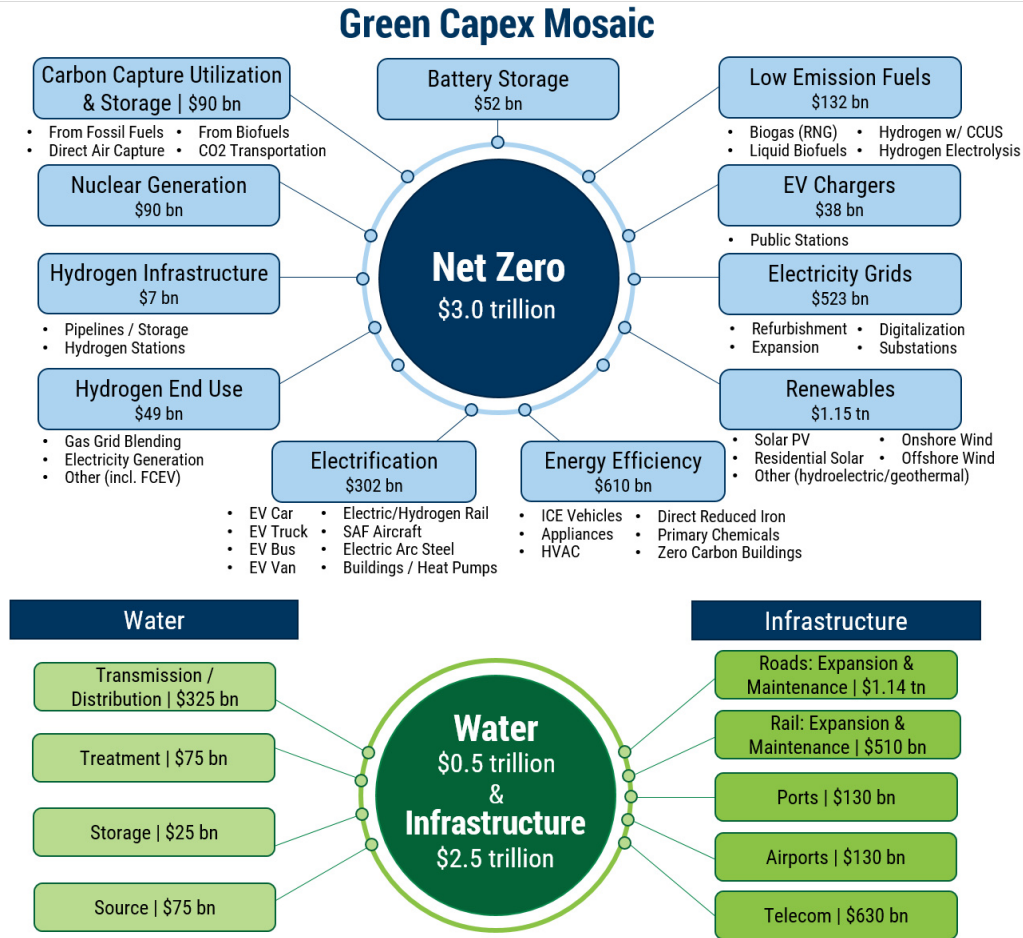 Green Capex Mosaic
Carbon Capture Utilization
& Storage | $90 bn
• From Fossil Fuels • From Biofuels
• Direct Air Capture • CO2 Transportation
Battery Storage
$52 bn
Low Emission Fuels
$132 bn
• Biogas (RNG) • Hydrogen w/ CCUS
• Liquid Biofuels • Hydrogen Electrolysis
Nuclear Generation
$90 bn
EV Chargers
$38 bn
• Public Stations
Net Zero
$3.0 trillion
Hydrogen Infrastructure
$7 bn
• Pipelines / Storage
• Hydrogen Stations
Electricity Grids
$523 bn
• Refurbishment • Digitalization
• Expansion • Substations
Hydrogen End Use
$49 bn
• Gas Grid Blending
• Electricity Generation
• Other (incl. FCEV)
Renewables
$1.15 tn
• Solar PV • Onshore Wind
• Residential Solar • Offshore Wind
• Other (hydroelectric/geothermal)
Electrification
$302 bn
• EV Car • Electric/Hydrogen Rail
• EV Truck • SAF Aircraft
• EV Bus • Electric Arc Steel
• EV Van • Buildings / Heat Pumps
Energy Efficiency
$610 bn
• ICE Vehicles • Direct Reduced Iron
• Appliances • Primary Chemicals
• HVAC • Zero Carbon Buildings
Water
Transmission /
Distribution | $325 bn
Treatment | $75 bn
Storage | $25 bn
Source | $75 bn
Water
$0.5 trillion
&
Infrastructure
$2.5 trillion
Infrastructure
Roads: Expansion &
Maintenance | $1.14 tn
Rail: Expansion &
Maintenance | $510 bn
Ports | $130 bn
Airports | $130 bn
Telecom | $630 bn